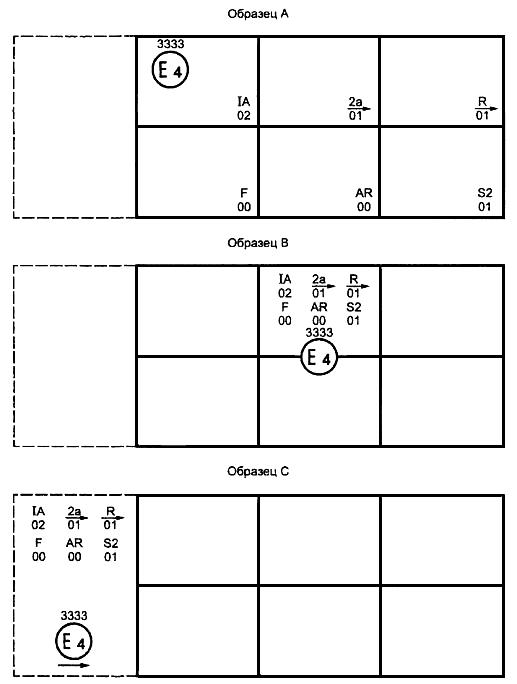 Образец А
3333
E 4
IA 2a R
02 01 01
F AR S2
00 00 01
Образец В
IA 2a R
02 01 01
F AR S2
00 00 01
3333
E 4
Образец С
IA 2a R
02 01 01
F AR S2
00 00 01
3333
E 4